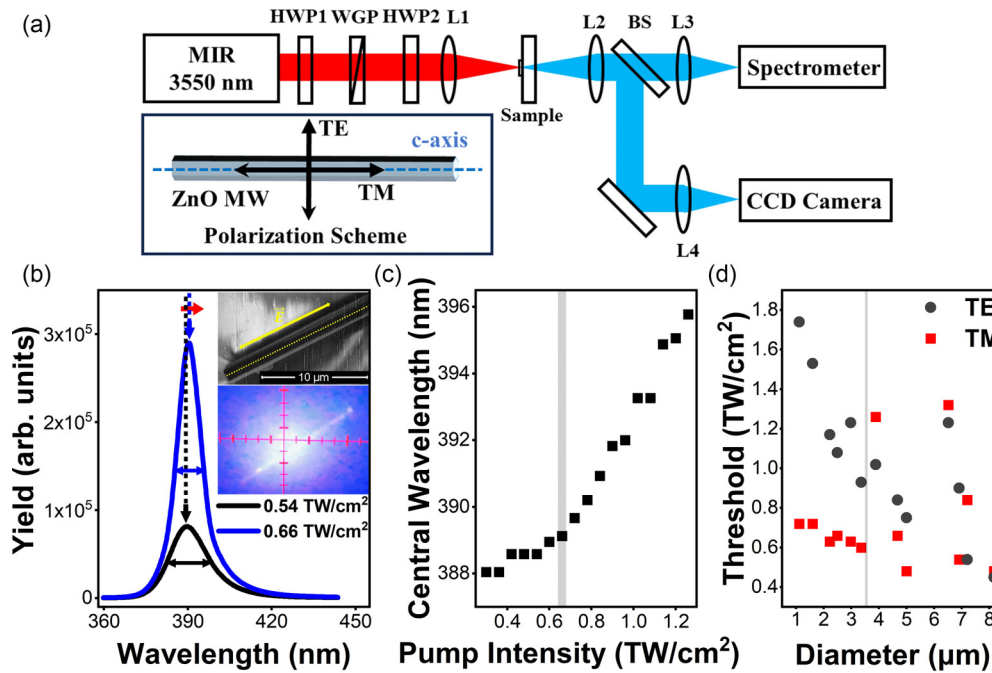 (a)
HWP1 WGP HWP2 L1 L2 BS L3
MIR
3550 nm
Spectrometer
Sample
TE
c-axis
ZnO MW
TM
Polarization Scheme
CCD Camera
L4
(b)
Yield (arb. units)
3x10⁵
2x10⁵
1x10⁵
0
10 μm
0.54 TW/cm²
0.66 TW/cm²
360 390 420 450
Wavelength (nm)
(c)
Central Wavelength (nm)
396
394
392
390
388
0.4 0.6 0.8 1.0 1.2
Pump Intensity (TW/cm²)
(d)
Threshold (TW/cm²)
1.8
1.6
1.4
1.2
1.0
0.8
0.6
0.4
TE
TM
1 2 3 4 5 6 7 8
Diameter (μm)